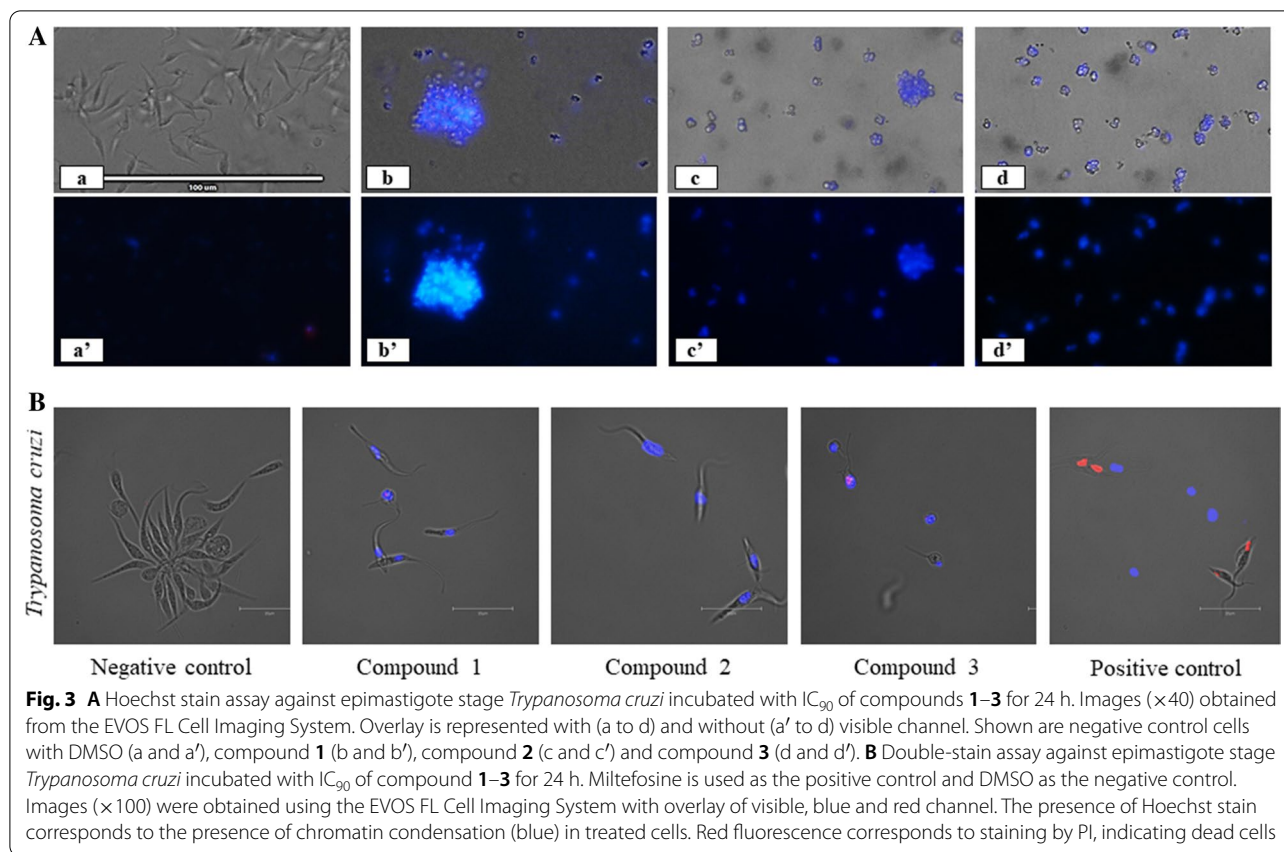 A
a
100 um
b
c
d
a’
b’
c’
d’
B
Trypanosoma cruzi
Negative control
Compound 1
Compound 2
Compound 3
Positive control
Fig. 3 A Hoechst stain assay against epimastigote stage Trypanosoma cruzi incubated with IC90 of compounds 1–3 for 24 h. Images (×40) obtained
from the EVOS FL Cell Imaging System. Overlay is represented with (a to d) and without (a′ to d) visible channel. Shown are negative control cells
with DMSO (a and a′), compound 1 (b and b′), compound 2 (c and c′) and compound 3 (d and d′). B Double-stain assay against epimastigote stage
Trypanosoma cruzi incubated with IC90 of compound 1–3 for 24 h. Miltefosine is used as the positive control and DMSO as the negative control.
Images (×100) were obtained using the EVOS FL Cell Imaging System with overlay of visible, blue and red channel. The presence of Hoechst stain
corresponds to the presence of chromatin condensation (blue) in treated cells. Red fluorescence corresponds to staining by PI, indicating dead cells